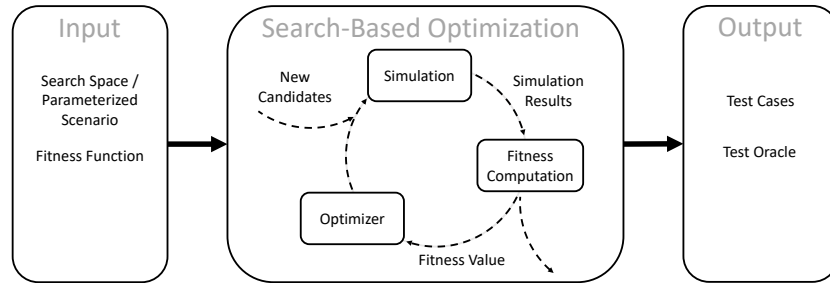 Input
Search Space /
Parameterized
Scenario
Fitness Function
Search-Based Optimization
New
Candidates
Simulation
Simulation
Results
Fitness
Computation
Optimizer
Fitness Value
Output
Test Cases
Test Oracle